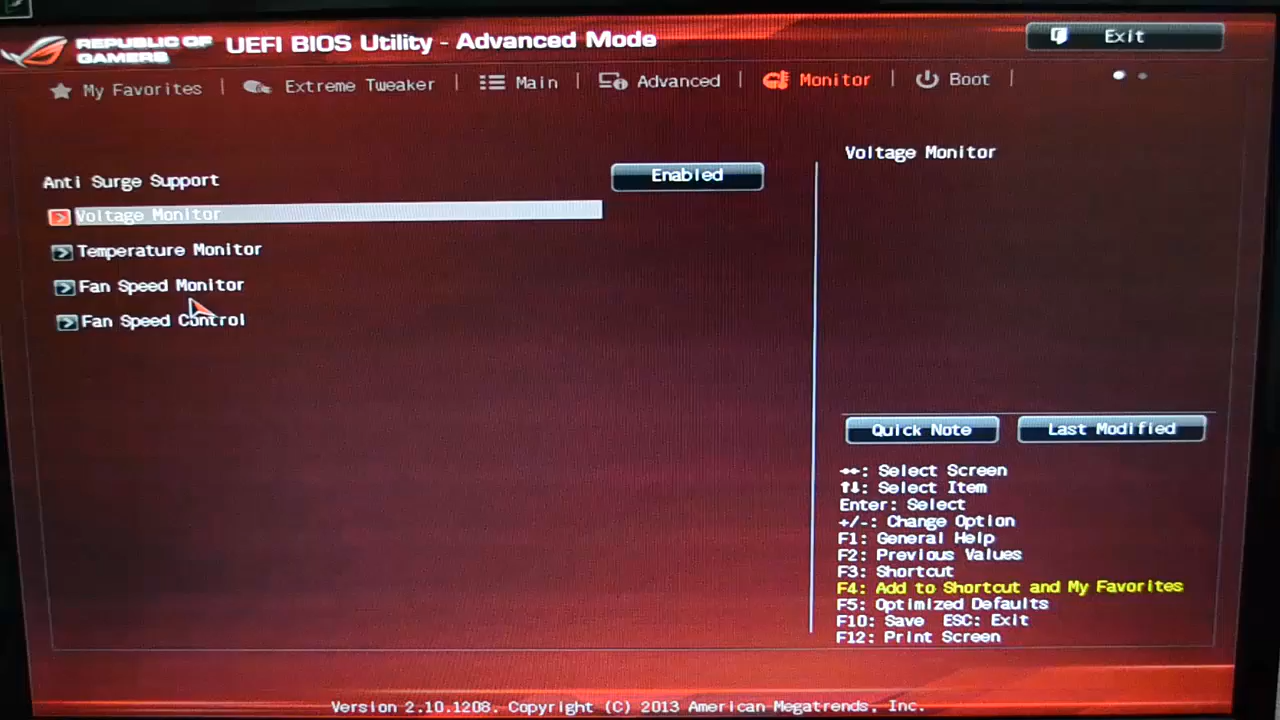 REPUBLIC OF GAMERS
UEFI BIOS Utility - Advanced Mode
Exit
My Favorites
Extreme Tweaker
Main
Advanced
Monitor
Boot
Anti Surge Support
Enabled
Voltage Monitor
Temperature Monitor
Fan Speed Monitor
Fan Speed Control
Voltage Monitor
Quick Note
Last Modified
→←: Select Screen
↑↓: Select Item
Enter: Select
+/-: Change Option
F1: General Help
F2: Previous Values
F3: Shortcut
F4: Add to Shortcut and My Favorites
F5: Optimized Defaults
F10: Save ESC: Exit
F12: Print Screen
Version 2.10.1208. Copyright (C) 2013 American Megatrends, Inc.